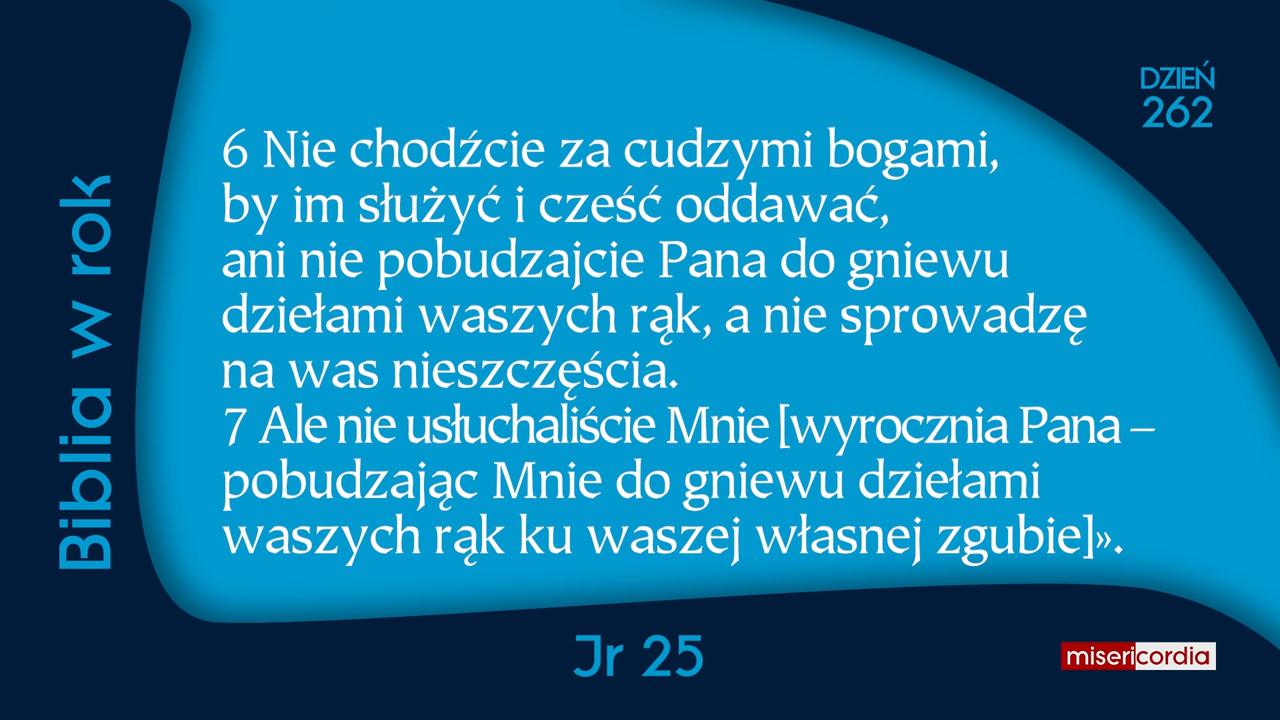 DZIEŃ
262
Biblia w rok
6 Nie chodźcie za cudzymi bogami,
by im służyć i cześć oddawać,
ani nie pobudzajcie Pana do gniewu
dziełami waszych rąk, a nie sprowadzę
na was nieszczęścia.
7 Ale nie usłuchaliście Mnie [wyrocznia Pana –
pobudzając Mnie do gniewu dziełami
waszych rąk ku waszej własnej zgubie]».
Jr 25
misericordia